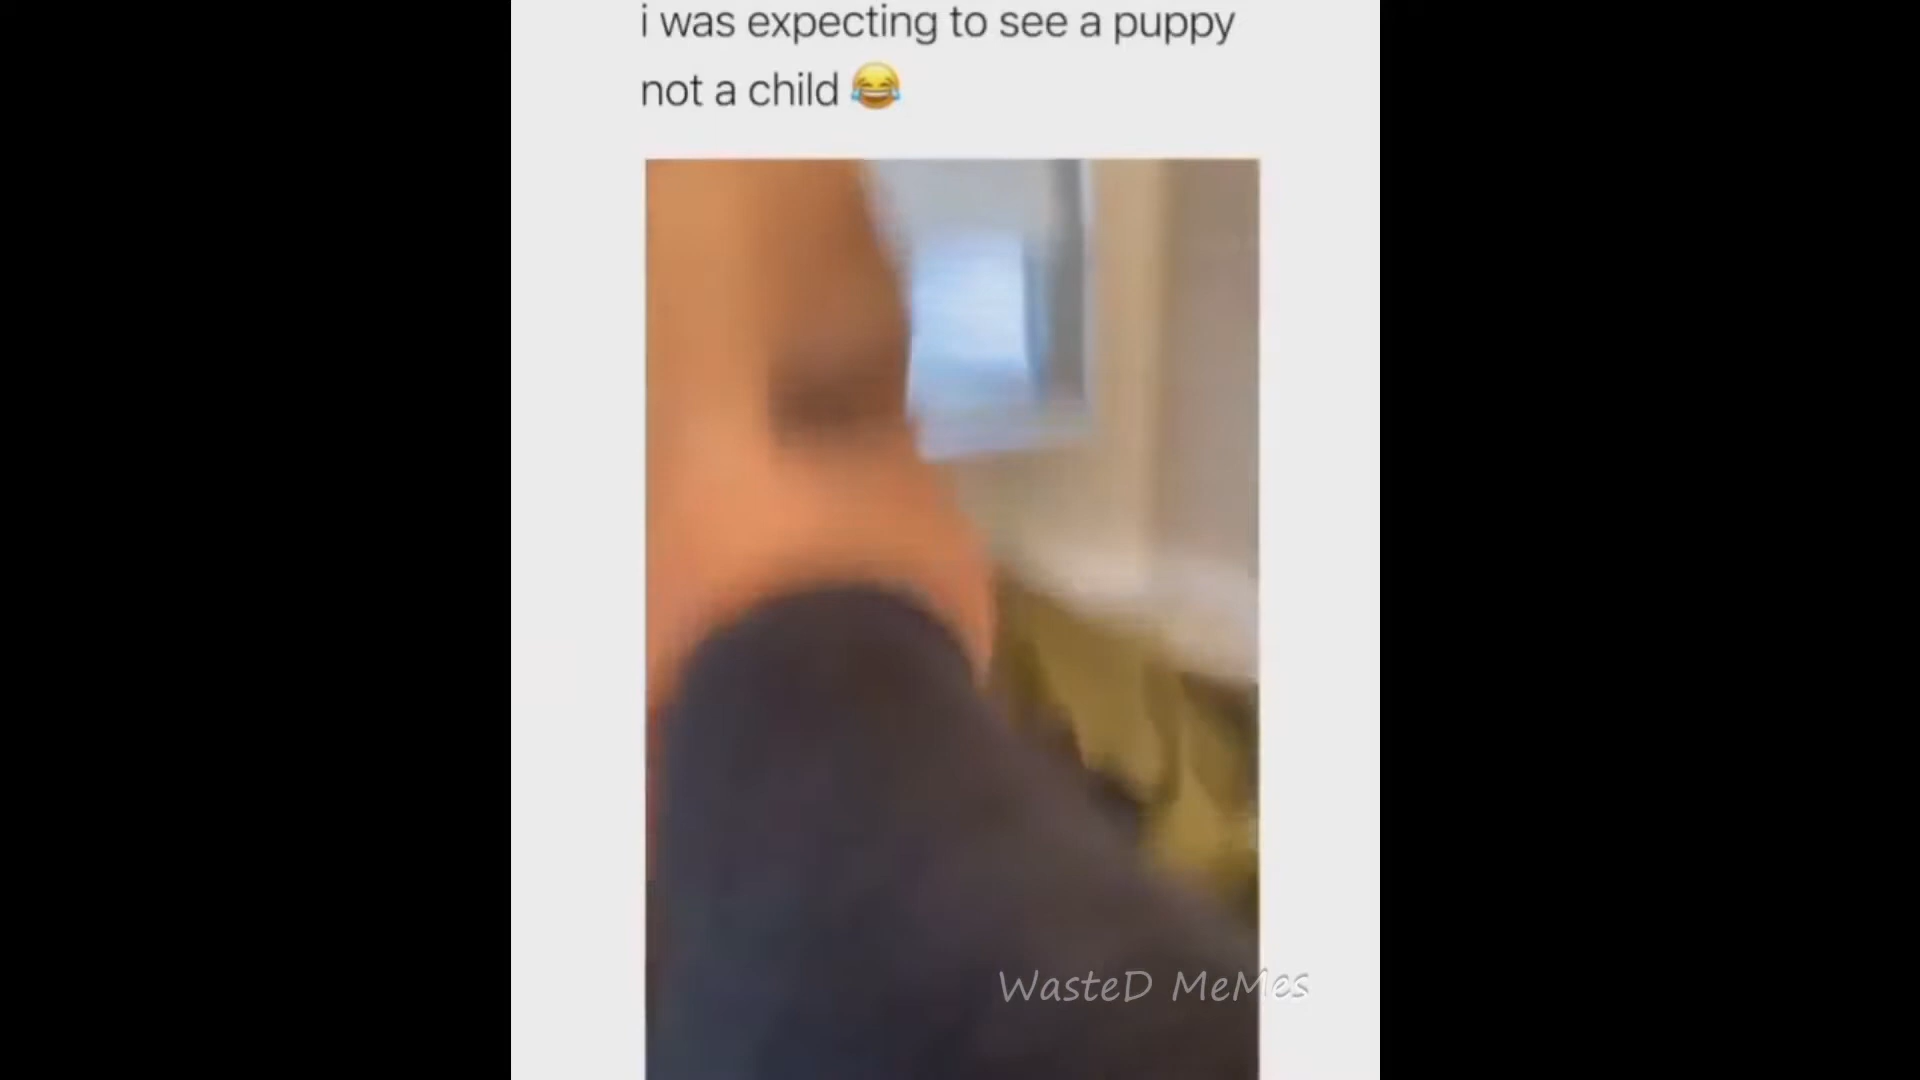 i was expecting to see a puppy
not a child 😂
WasteD MeMes